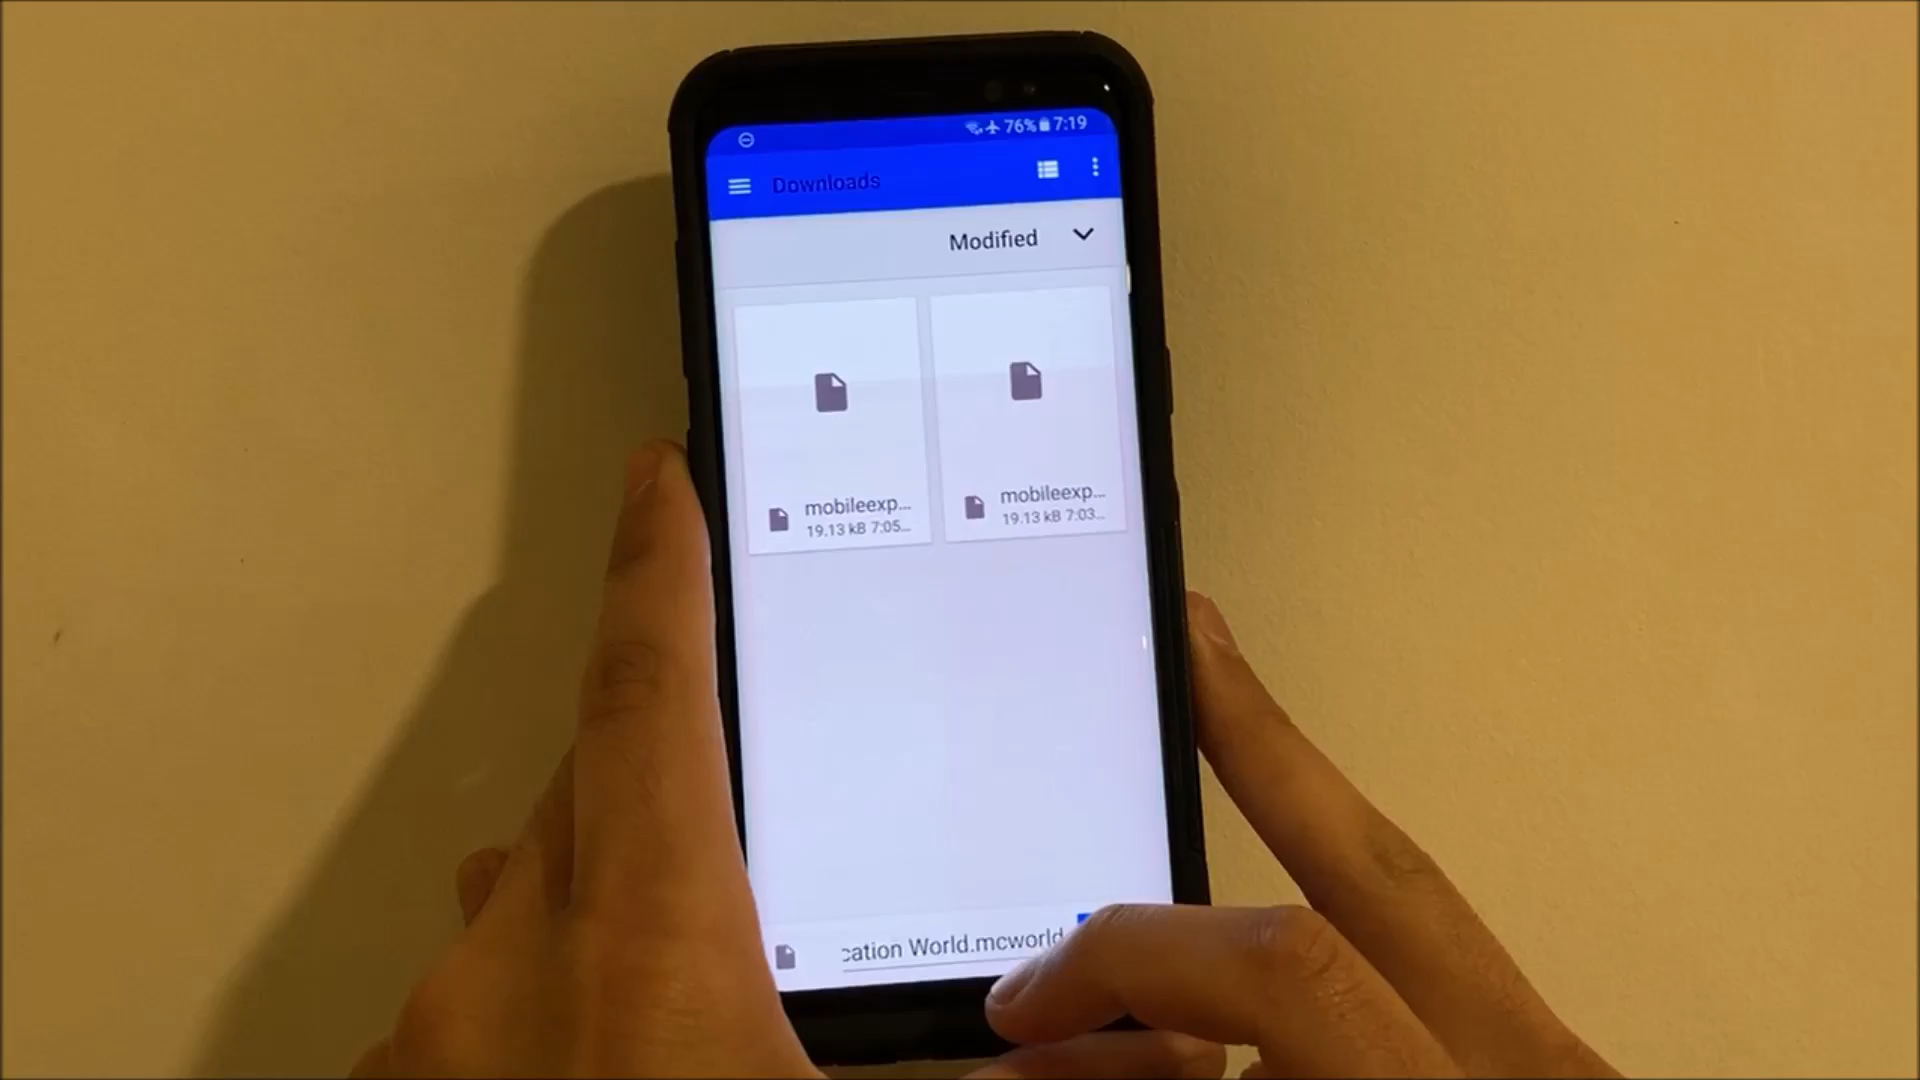 76% 7:19
Downloads
Modified
mobileexp... mobileexp...
19.13 kB 7:05... 19.13 kB 7:03...
cation World.mcworld